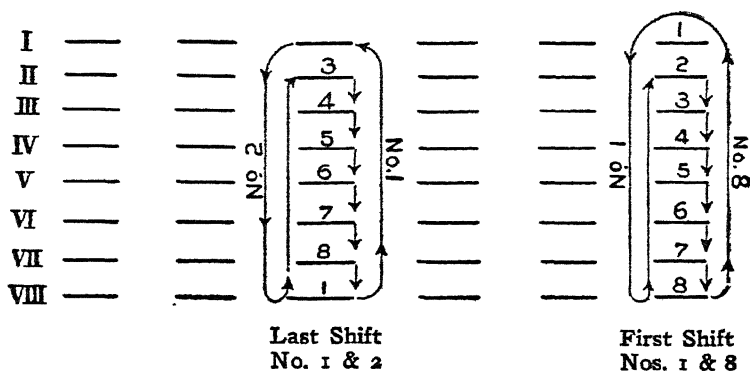 I 1
II 3 2
III 4 3
IV 5 4
V 6 5
VI 7 6
VII 8 7
VIII 1 8
No. 2
No.1
No 1
No. 8
Last Shift First Shift
No. 1 & 2 Nos. 1 & 8